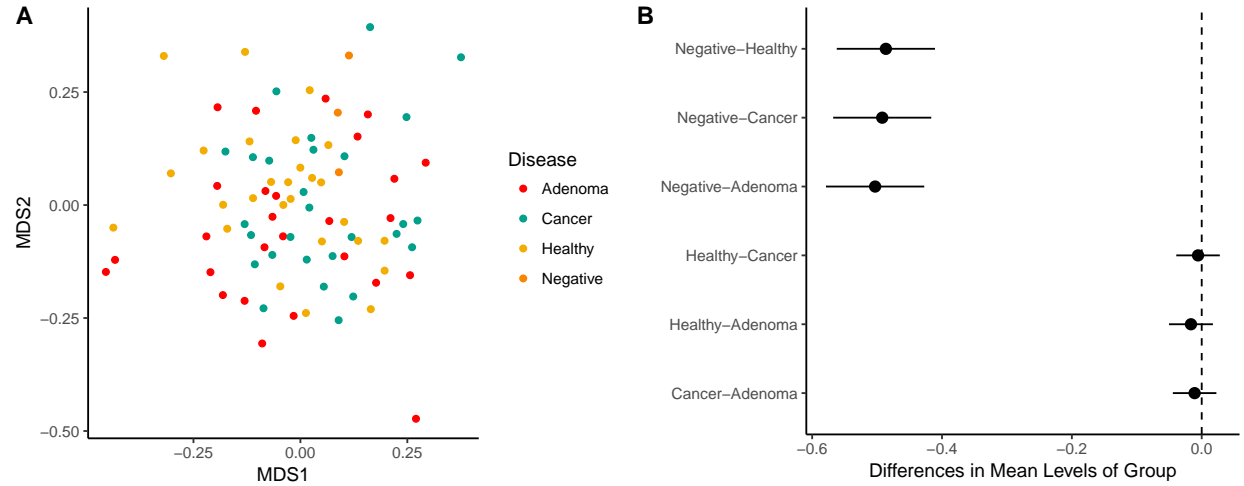 A
MDS2
0.25
0.00
−0.25
−0.50
−0.25
0.00
0.25
MDS1
Disease
Adenoma
Cancer
Healthy
Negative
B
Negative−Healthy
Negative−Cancer
Negative−Adenoma
Healthy−Cancer
Healthy−Adenoma
Cancer−Adenoma
−0.6
−0.4
−0.2
0.0
Differences in Mean Levels of Group